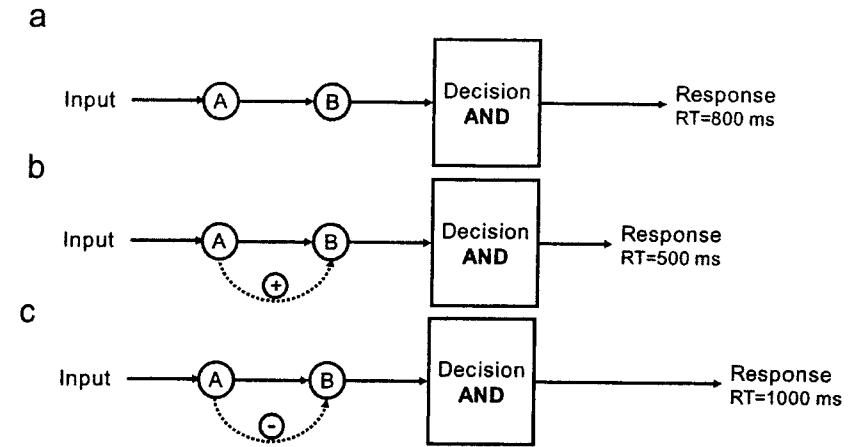 a
Input
A
B
Decision
AND
Response
RT=800 ms
b
Input
A
B
Decision
AND
Response
RT=500 ms
+
c
Input
A
B
Decision
AND
Response
RT=1000 ms
-